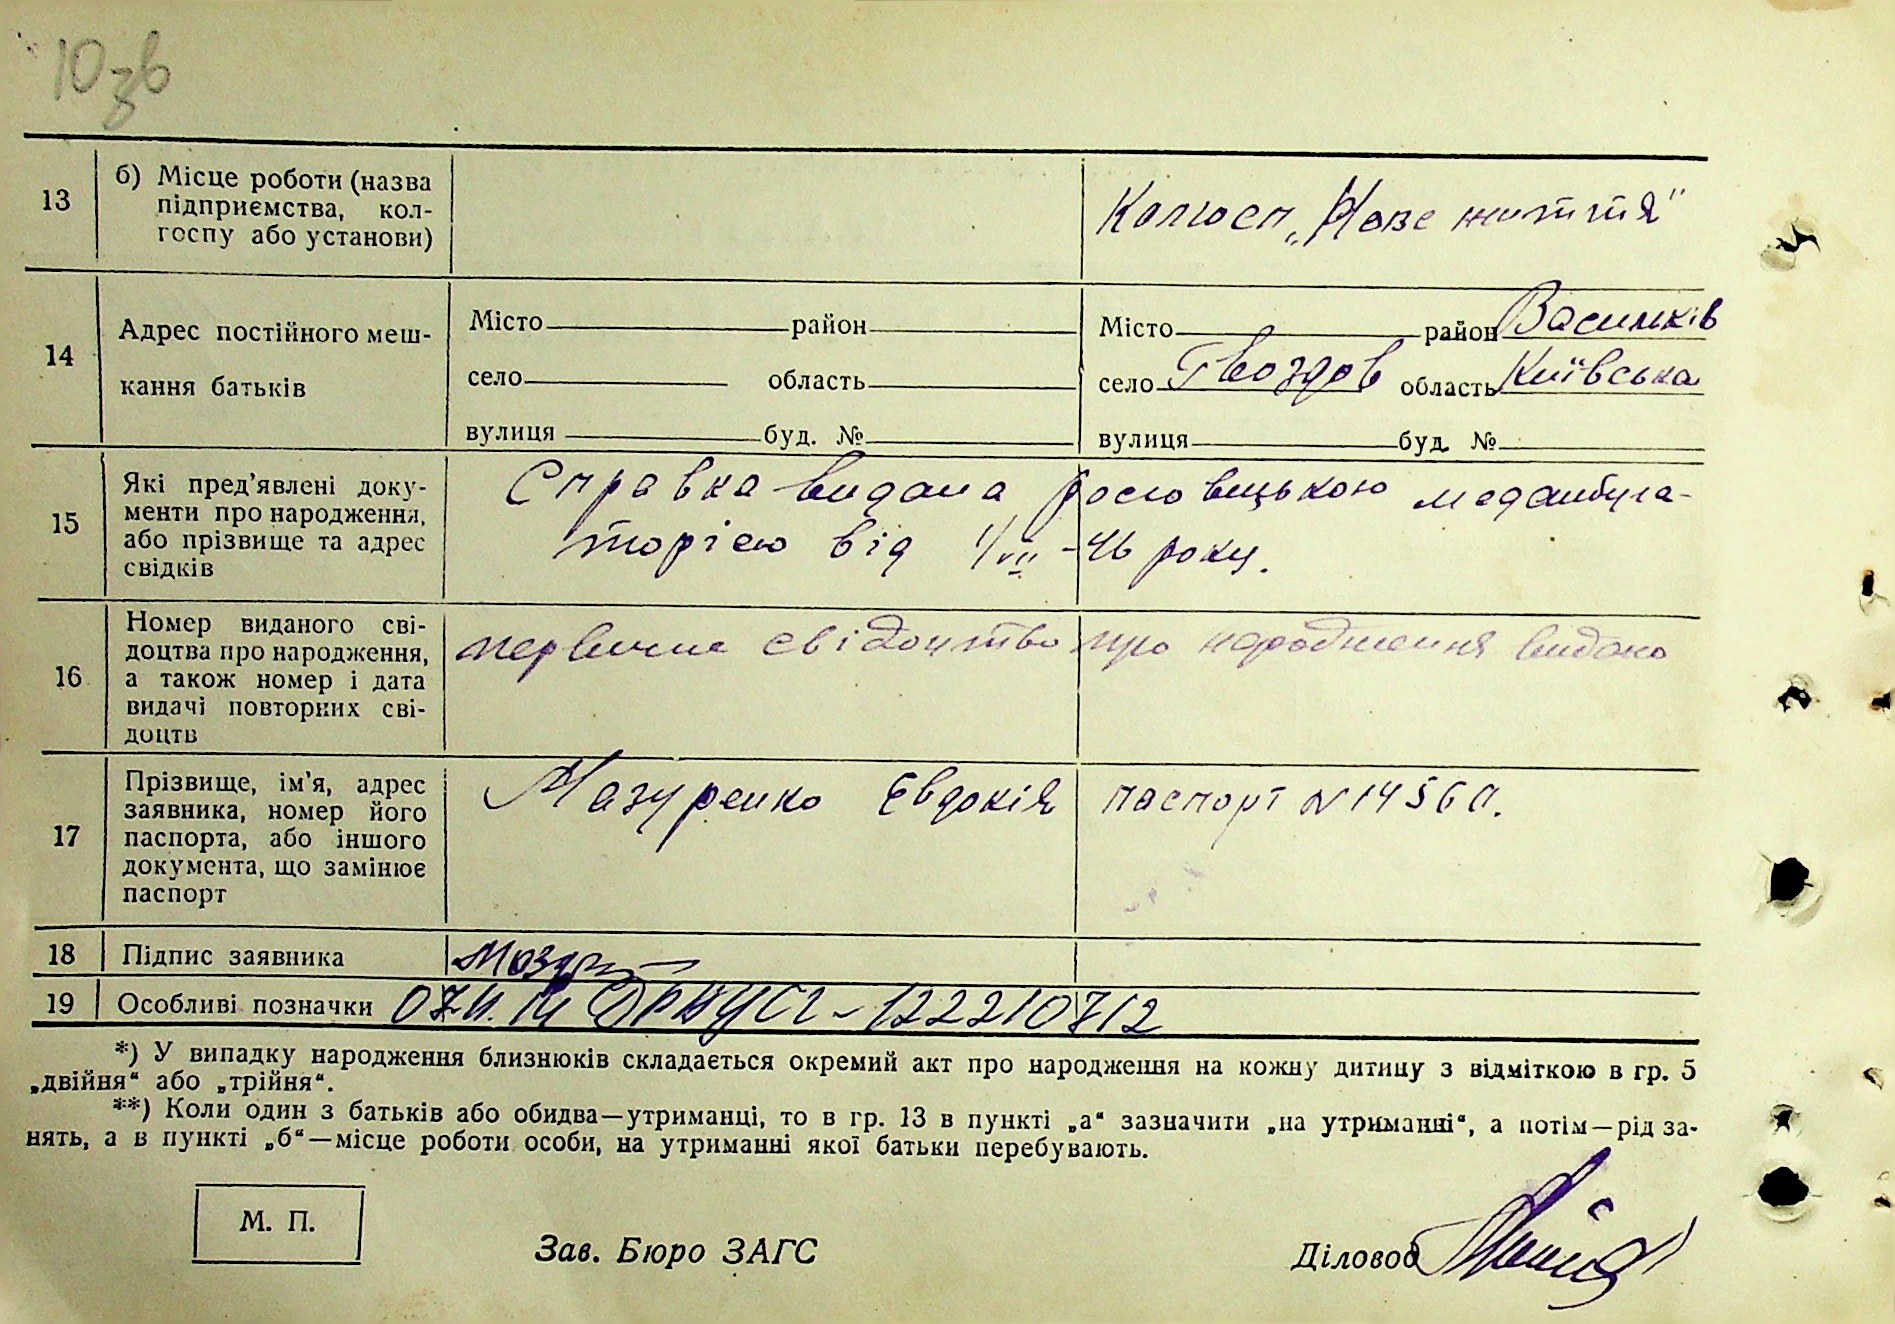 10зв
13 б) Місце роботи (назва
підприємства, кол-
госпу або установи)
Колгосп „Нове життя"
14 Адрес постійного меш-
кання батьків
Місто район
село область
вулиця буд. №
Місто район Васильків
село Гвоздов область Київська
вулиця буд. №
15 Які пред'явлені доку-
менти про народження,
або прізвище та адрес
свідків
Справка видана рословицькою медамбула-
торією від 1/VII-46 року.
16 Номер виданого сві-
доцтва про народження,
а також номер і дата
видачі повторних сві-
доцтв
первичне свідоцтво про народження видано
17 Прізвище, ім'я, адрес
заявника, номер його
паспорта, або іншого
документа, що замінює
паспорт
Мазуренко Євдокія паспорт N
18 Підпис заявника
19 Особливі позначки
*) У випадку народження близнюків складається окремий акт про народження на кожну дитину з відміткою в гр. 5
„двійня“ або „трійня“.
**) Коли один з батьків або обидва—утриманці, то в гр. 13 в пункті „а“ зазначити „на утриманні“, а потім—рід за-
нять, а в пункті „б“—місце роботи особи, на утриманні якої батьки перебувають.
М. П.
Зав. Бюро ЗАГС
Діловод